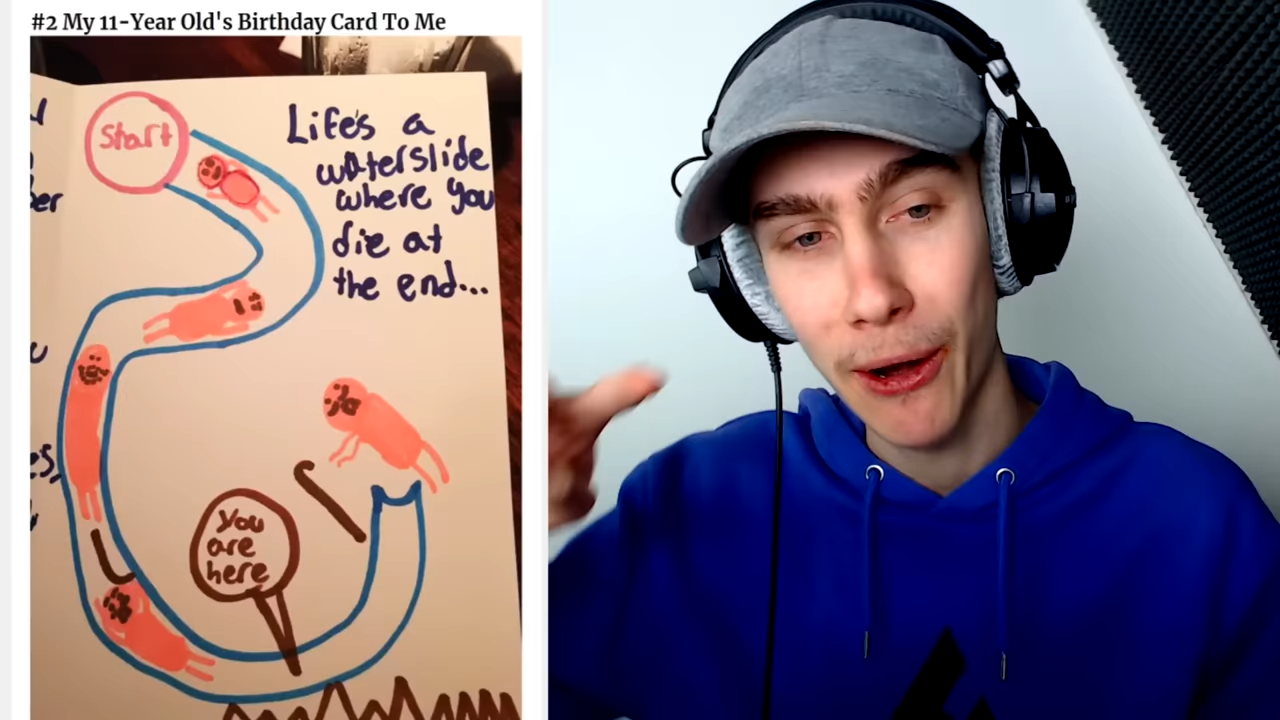 #2 My 11-Year Old's Birthday Card To Me
Start
Life's a
waterslide
where you
die at
the end...
you
are
here